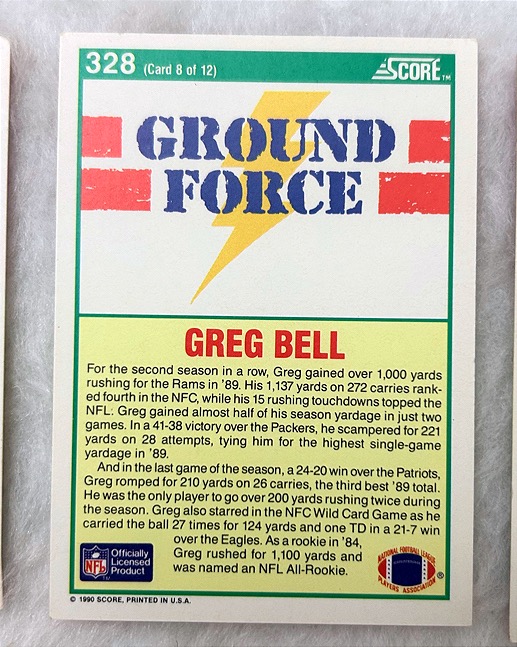 328 (Card 8 of 12) SCORE™
GROUND
FORCE
GREG BELL
For the second season in a row, Greg gained over 1,000 yards
rushing for the Rams in '89. His 1,137 yards on 272 carries rank-
ed fourth in the NFC, while his 15 rushing touchdowns topped the
NFL. Greg gained almost half of his season yardage in just two
games. In a 41-38 victory over the Packers, he scampered for 221
yards on 28 attempts, tying him for the highest single-game
yardage in '89.
And in the last game of the season, a 24-20 win over the Patriots,
Greg romped for 210 yards on 26 carries, the third best '89 total.
He was the only player to go over 200 yards rushing twice during
the season. Greg also starred in the NFC Wild Card Game as he
carried the ball 27 times for 124 yards and one TD in a 21-7 win
over the Eagles. As a rookie in '84,
Greg rushed for 1,100 yards and
was named an NFL All-Rookie.
NFL
TM
Officially
Licensed
Product
NATIONAL FOOTBALL LEAGUE
PLAYERS ASSOCIATION
®
© 1990 SCORE, PRINTED IN U.S.A.